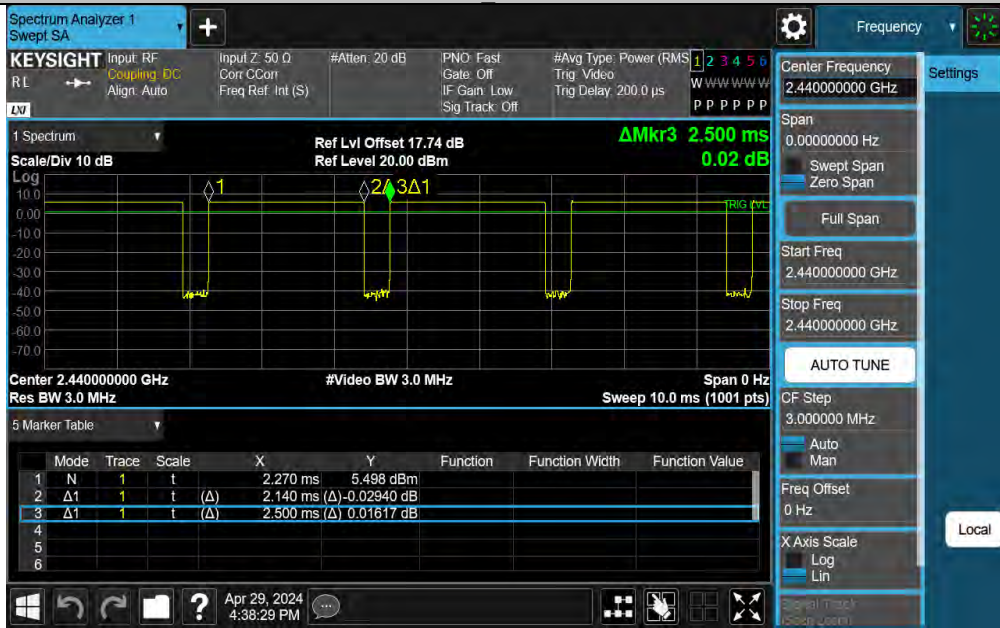 Spectrum Analyzer 1
Swept SA
+
Frequency
KEYSIGHT
R L
LXI
Input: RF
Coupling: DC
Align: Auto
Input Z: 50 Ω
Corr CCorr
Freq Ref: Int (S)
#Atten: 20 dB
PNO: Fast
Gate: Off
IF Gain: Low
Sig Track: Off
#Avg Type: Power (RMS
Trig: Video
Trig Delay: 200.0 µs
1 2 3 4 5 6
W W W W W W
P P P P P P
Center Frequency
2.440000000 GHz
Settings
1 Spectrum
Scale/Div 10 dB
Ref Lvl Offset 17.74 dB
Ref Level 20.00 dBm
ΔMkr3 2.500 ms
0.02 dB
Span
0.00000000 Hz
Swept Span
Zero Span
Full Span
Log
10.0
0.00
-10.0
-20.0
-30.0
-40.0
-50.0
-60.0
-70.0
1
2Δ 3Δ1
TRIG LVL
Start Freq
2.440000000 GHz
Stop Freq
2.440000000 GHz
AUTO TUNE
Center 2.440000000 GHz
Res BW 3.0 MHz
#Video BW 3.0 MHz
Span 0 Hz
Sweep 10.0 ms (1001 pts)
CF Step
3.000000 MHz
Auto
Man
5 Marker Table
Mode Trace Scale X Y Function Function Width Function Value
1 N 1 t 2.270 ms 5.498 dBm
2 Δ1 1 t (Δ) 2.140 ms (Δ) -0.02940 dB
3 Δ1 1 t (Δ) 2.500 ms (Δ) 0.01617 dB
4
5
6
Freq Offset
0 Hz
Local
X Axis Scale
Log
Lin
Signal Track
(Span Zoom)
?
Apr 29, 2024
4:38:29 PM